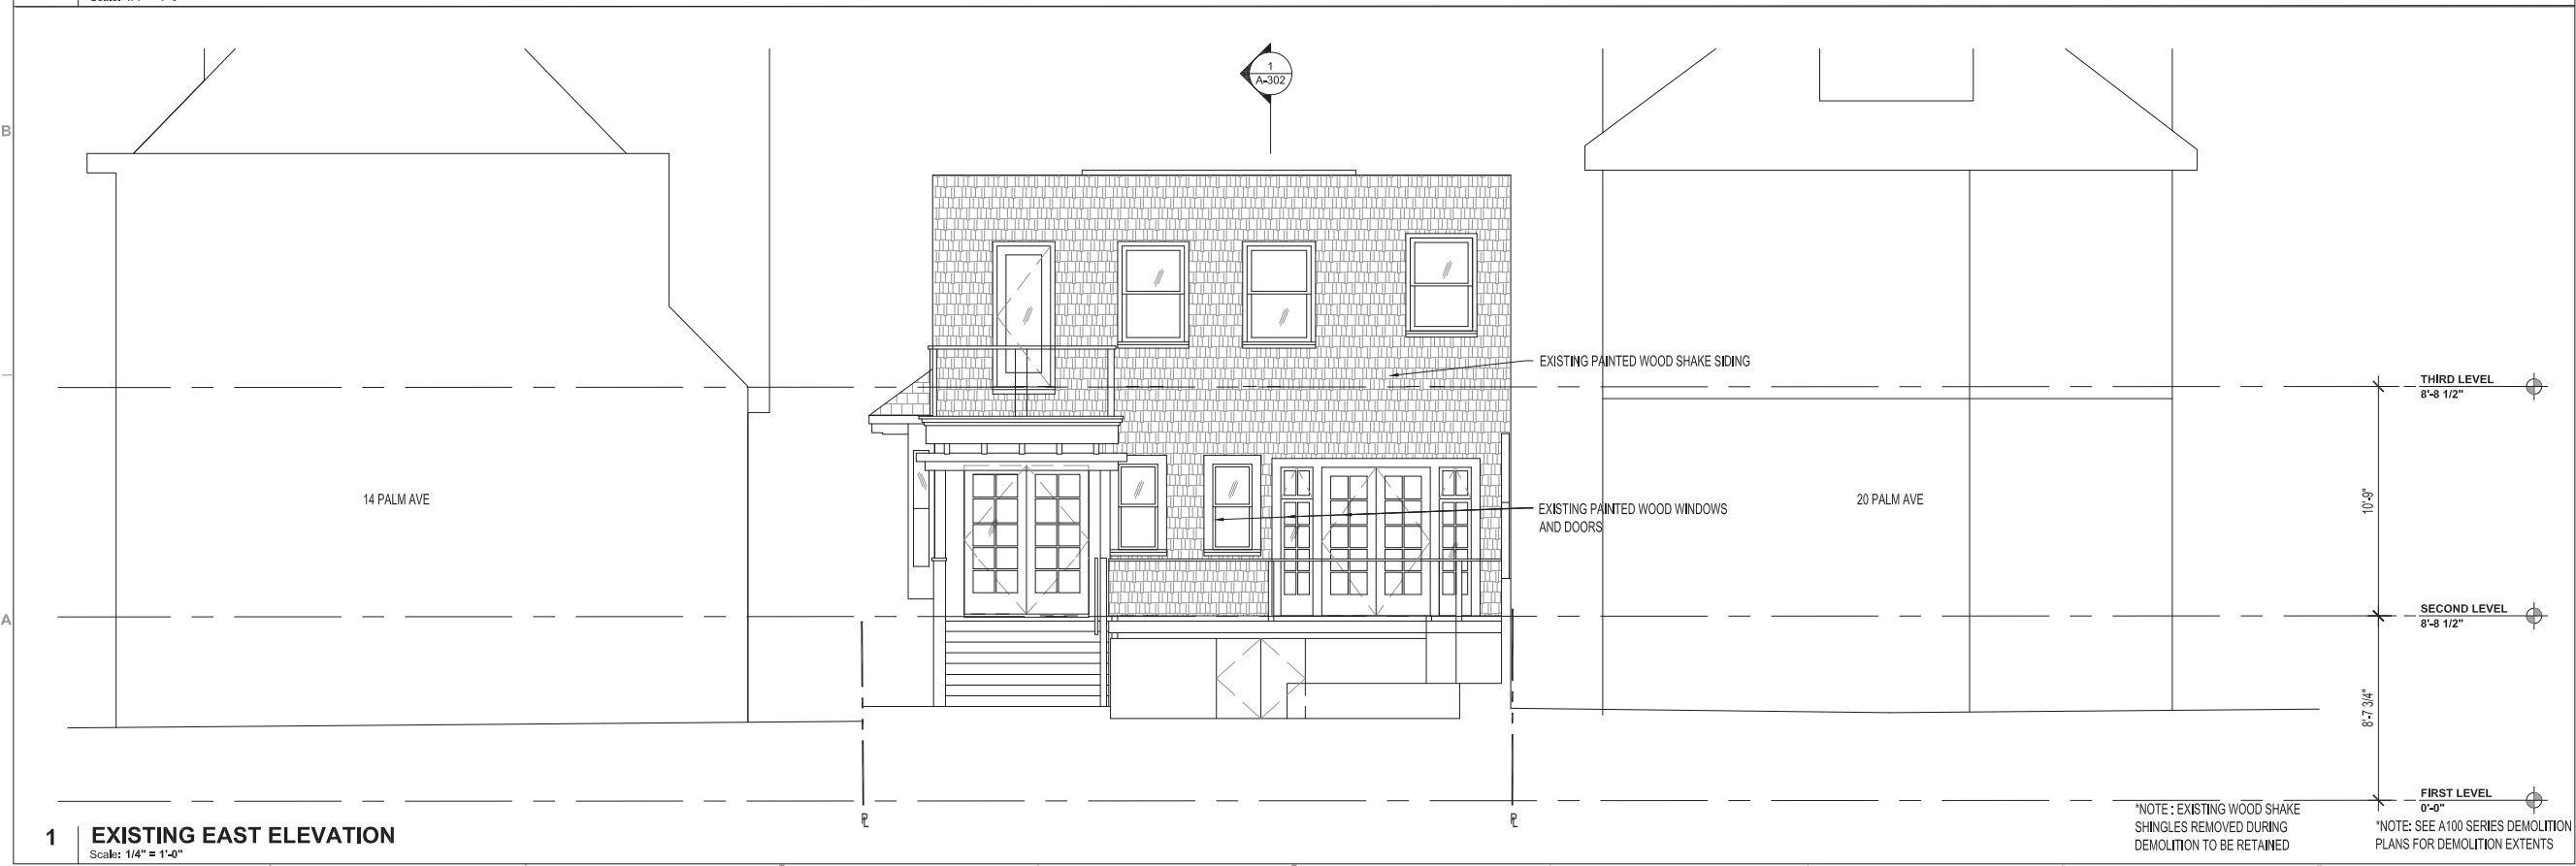 B
1
A-302
EXISTING PAINTED WOOD SHAKE SIDING
THIRD LEVEL
8'-8 1/2"
14 PALM AVE
EXISTING PAINTED WOOD WINDOWS
AND DOORS
20 PALM AVE
10'-9"
A
SECOND LEVEL
8'-8 1/2"
8'-7 3/4"
FIRST LEVEL
0'-0"
*NOTE : EXISTING WOOD SHAKE
SHINGLES REMOVED DURING
DEMOLITION TO BE RETAINED
*NOTE: SEE A100 SERIES DEMOLITION
PLANS FOR DEMOLITION EXTENTS
PL
PL
1 EXISTING EAST ELEVATION
Scale: 1/4" = 1'-0"